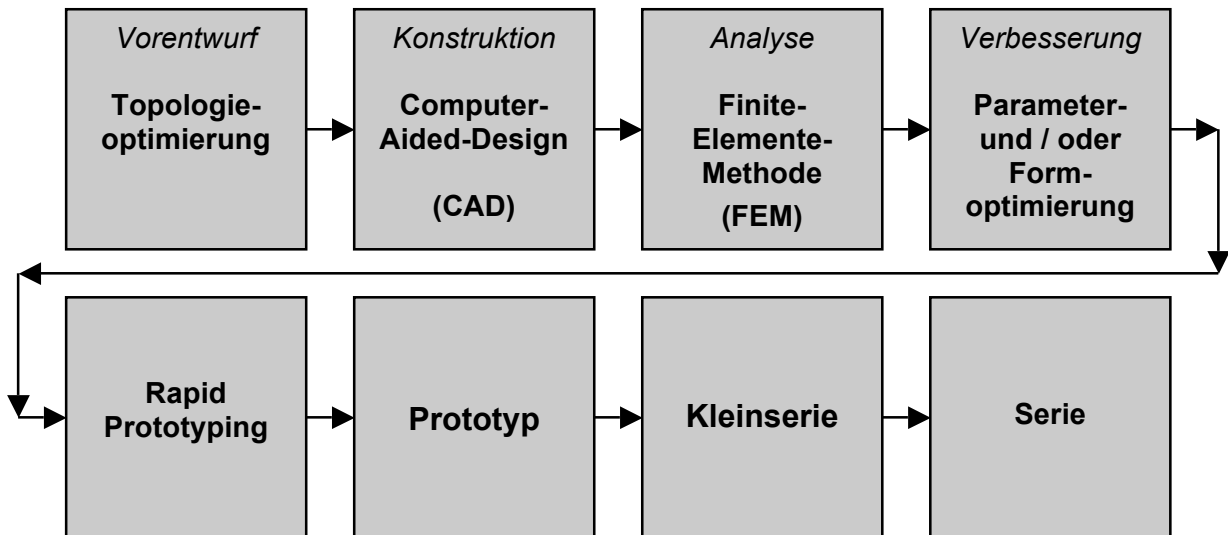 Vorentwurf
Topologie-
optimierung
Konstruktion
Computer-
Aided-Design
(CAD)
Analyse
Finite-
Elemente-
Methode
(FEM)
Verbesserung
Parameter-
und / oder
Form-
optimierung
Rapid
Prototyping
Prototyp
Kleinserie
Serie